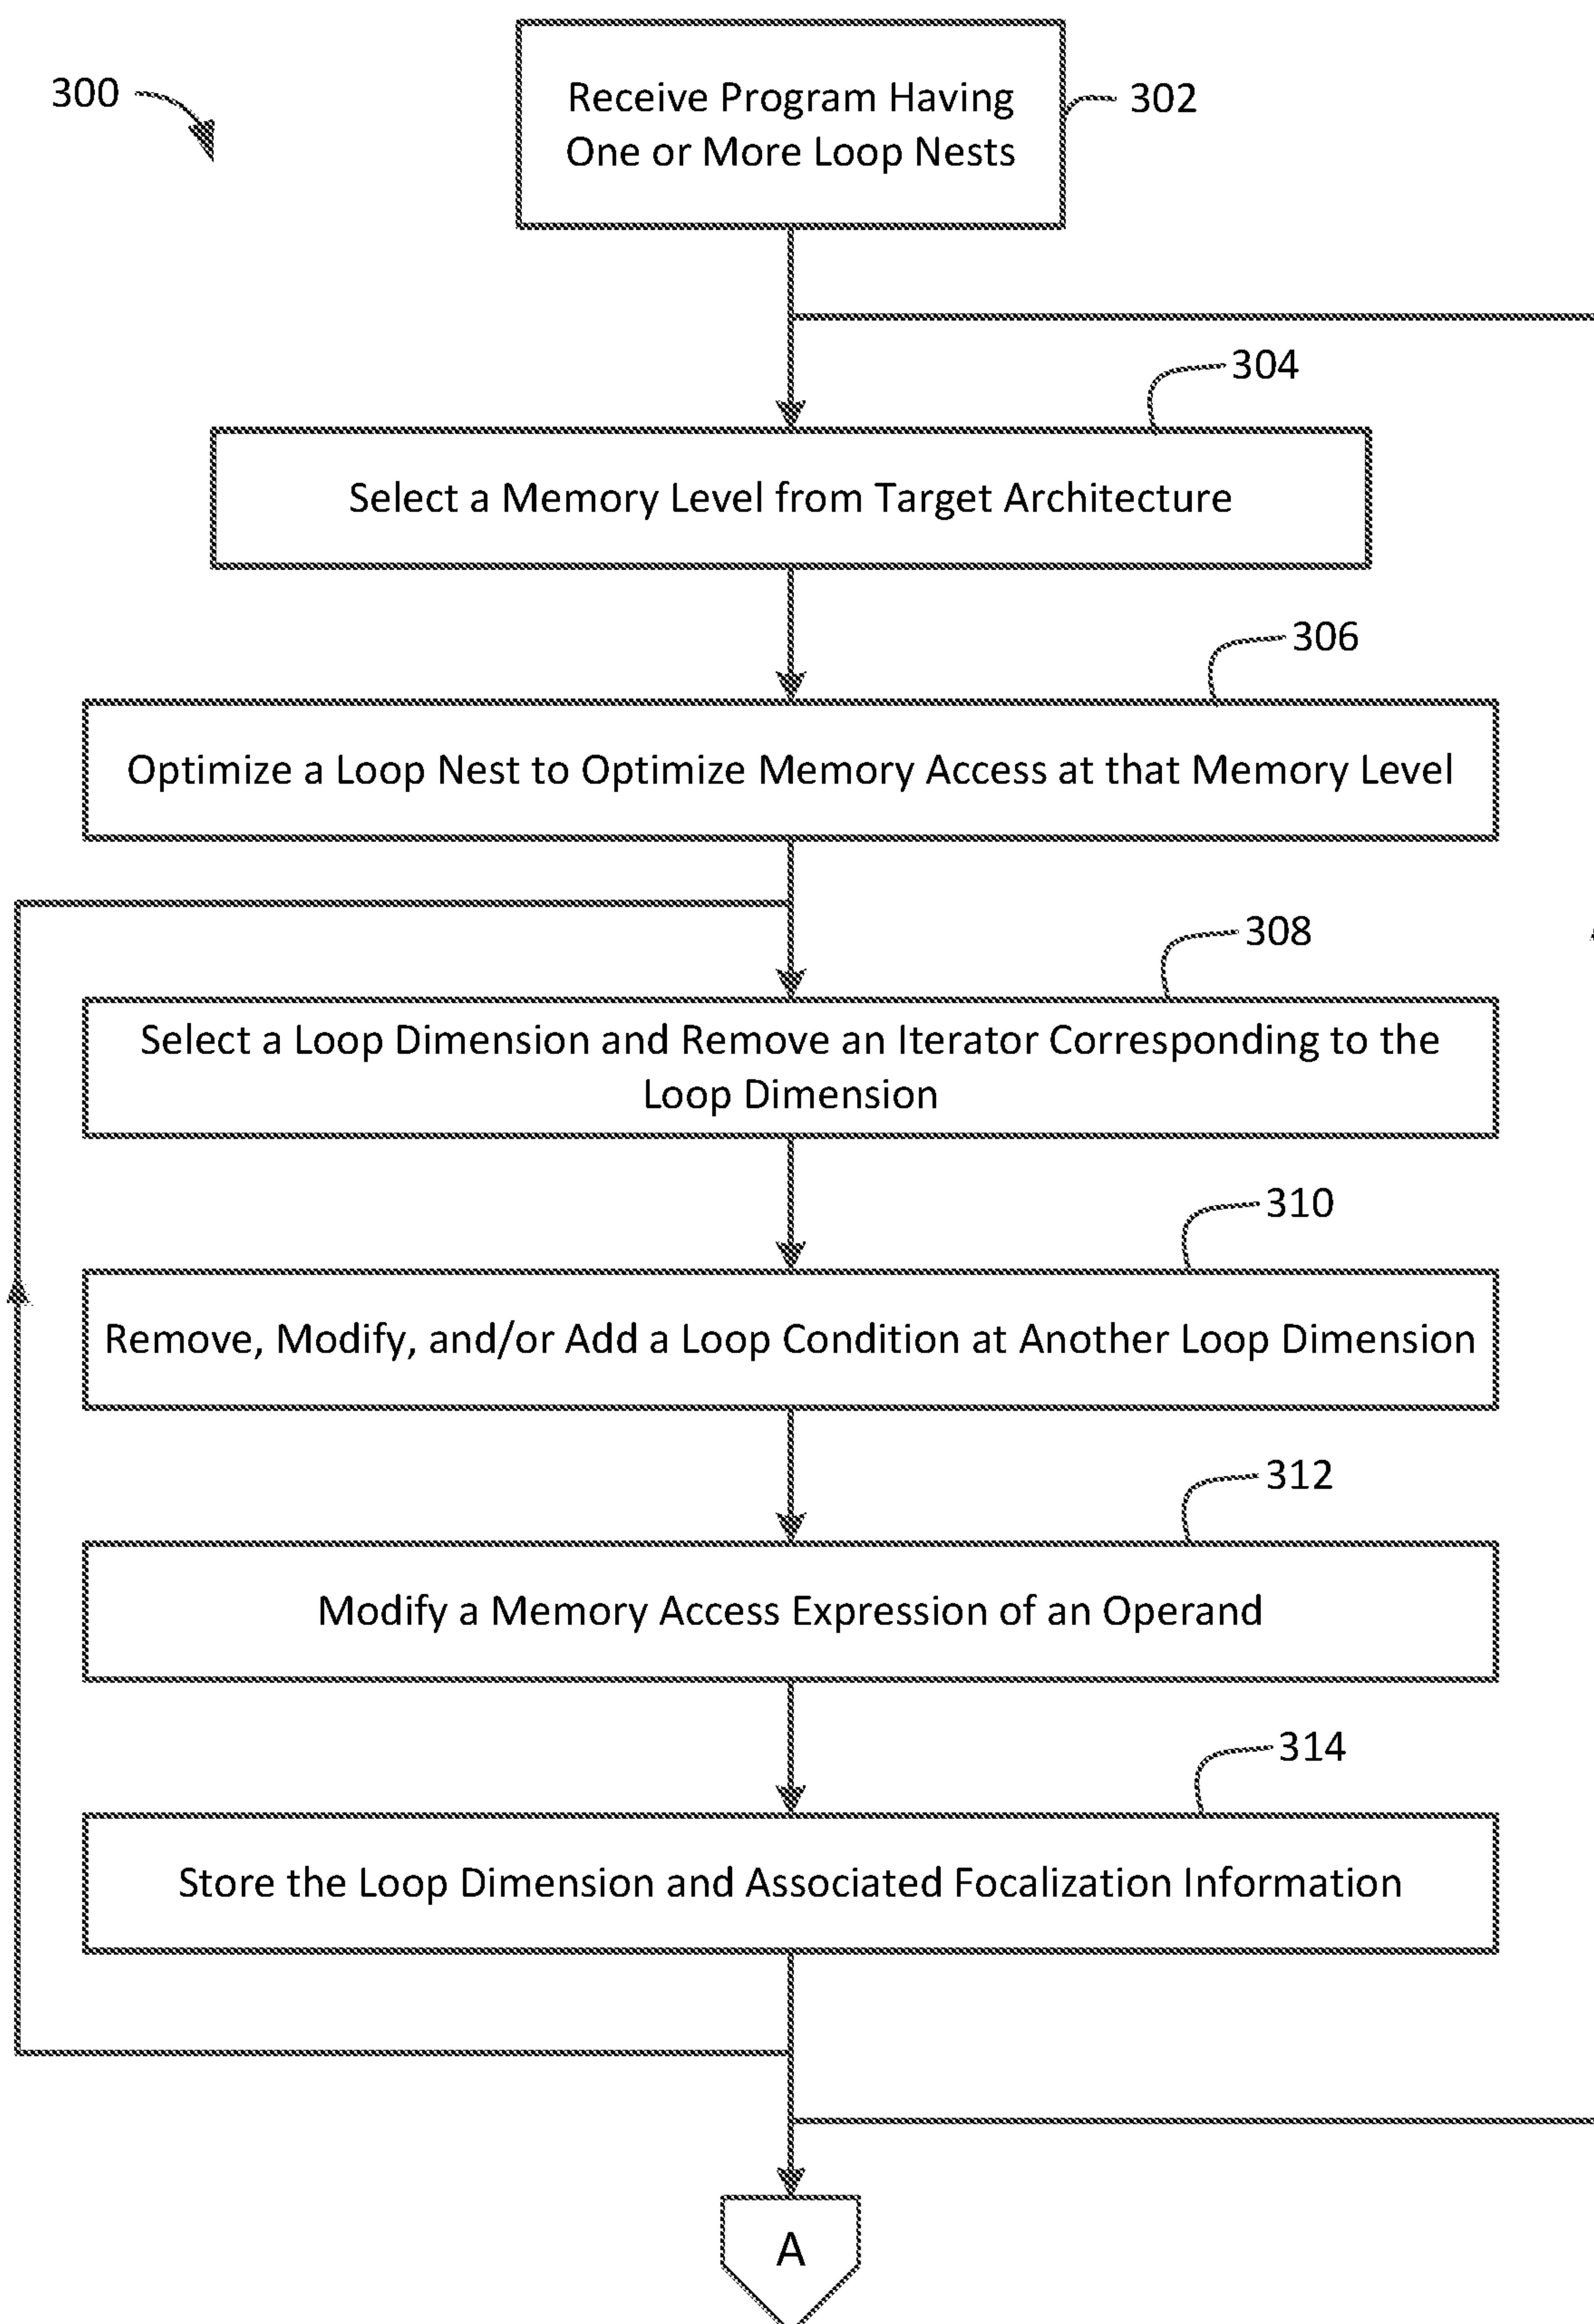 300
Receive Program Having
One or More Loop Nests
302
304
Select a Memory Level from Target Architecture
306
Optimize a Loop Nest to Optimize Memory Access at that Memory Level
308
Select a Loop Dimension and Remove an Iterator Corresponding to the
Loop Dimension
310
Remove, Modify, and/or Add a Loop Condition at Another Loop Dimension
312
Modify a Memory Access Expression of an Operand
314
Store the Loop Dimension and Associated Focalization Information
A